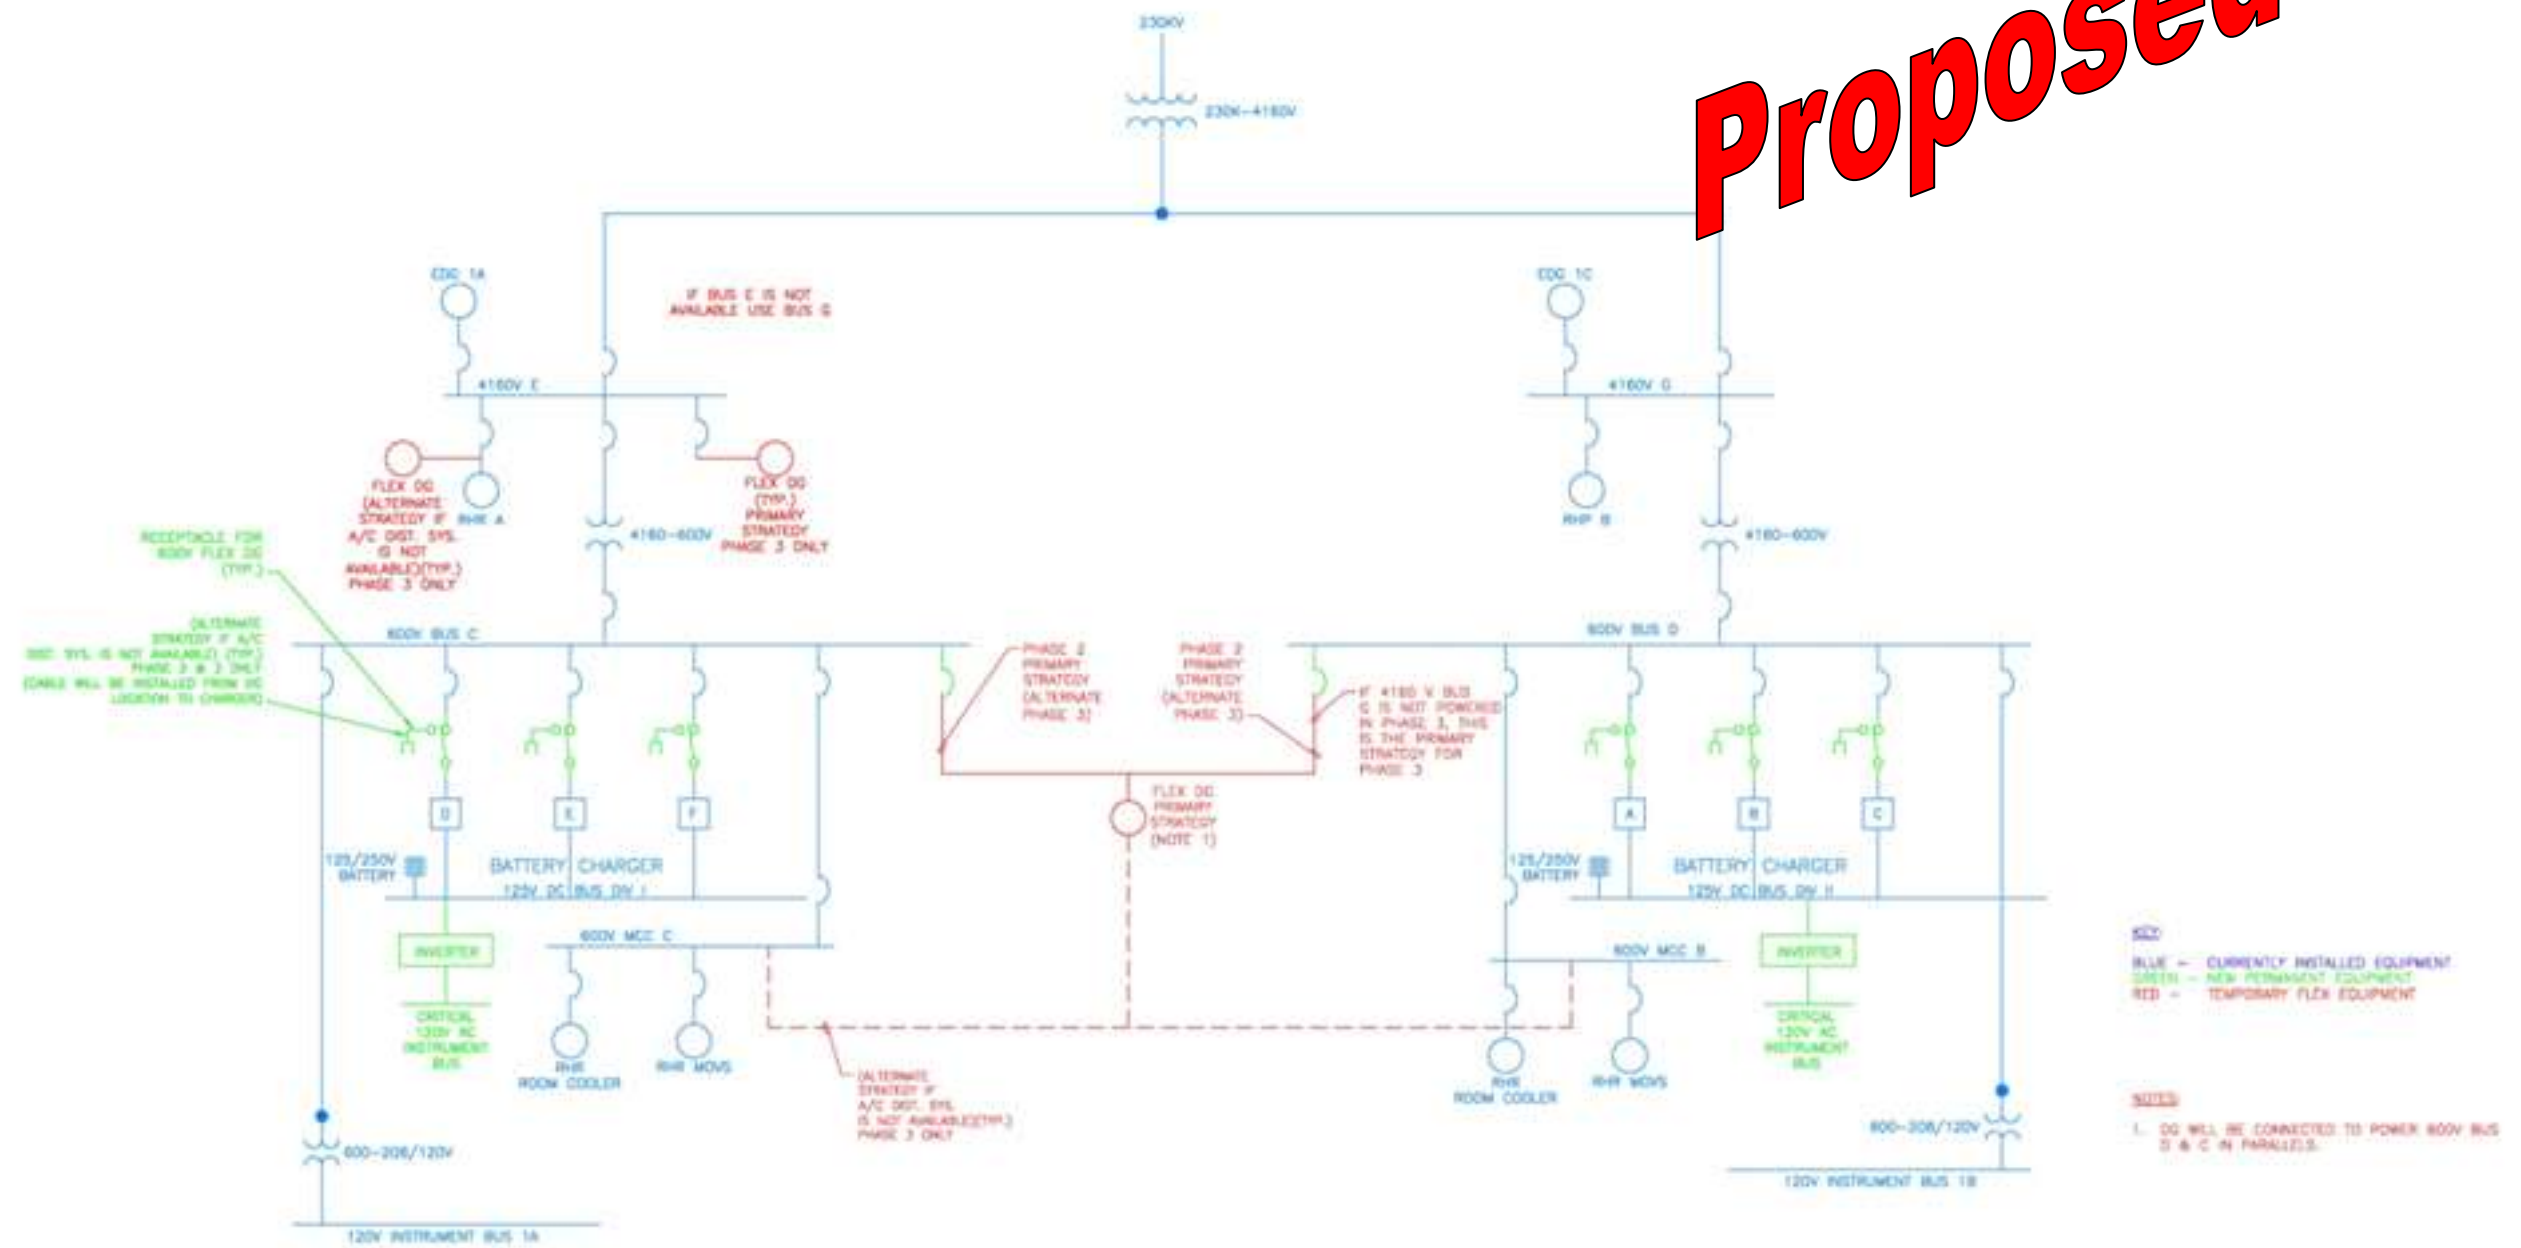 230KV
Proposed
230K-4160V
EDG 1A
EDG 1C
IF BUS E IS NOT
AVAILABLE USE BUS G
4160V E
4160V G
FLEX DG
(ALTERNATE
STRATEGY IF
A/C DIST. SYS.
IS NOT
AVAILABLE)(TYP.)
PHASE 3 ONLY
RHR A
FLEX DG
(TYP.)
PRIMARY
STRATEGY
PHASE 3 ONLY
4160-600V
RHP B
4160-600V
RECEPTACLE FOR
600V FLEX DG
(TYP.)
(ALTERNATE
STRATEGY IF A/C
DIST. SYS. IS NOT AVAILABLE) (TYP.)
PHASE 2 & 3 ONLY
(CABLE WILL BE INSTALLED FROM DG
LOCATION TO CHARGER)
600V BUS C
600V BUS D
PHASE 2
PRIMARY
STRATEGY
(ALTERNATE
PHASE 3)
PHASE 2
PRIMARY
STRATEGY
(ALTERNATE
PHASE 3)
IF 4160 V BUS
G IS NOT POWERED
IN PHASE 3, THIS
IS THE PRIMARY
STRATEGY FOR
PHASE 3
FLEX DG
PRIMARY
STRATEGY
(NOTE 1)
D
E
F
A
B
C
125/250V
BATTERY
BATTERY CHARGER
125V DC BUS DIV I
125/250V
BATTERY
BATTERY CHARGER
125V DC BUS DIV II
INVERTER
CRITICAL
120V AC
INSTRUMENT
BUS
600V MCC C
RHR
ROOM COOLER
RHR MOVS
600V MCC B
RHR
ROOM COOLER
RHR MOVS
INVERTER
CRITICAL
120V AC
INSTRUMENT
BUS
(ALTERNATE
STRATEGY IF
A/C DIST. SYS.
IS NOT AVAILABLE)(TYP.)
PHASE 3 ONLY
600-208/120V
120V INSTRUMENT BUS 1A
600-208/120V
120V INSTRUMENT BUS 1B
KEY:
BLUE - CURRENTLY INSTALLED EQUIPMENT
GREEN - NEW PERMANENT EQUIPMENT
RED - TEMPORARY FLEX EQUIPMENT
NOTES:
1. DG WILL BE CONNECTED TO POWER 600V BUS
D & C IN PARALLELS.